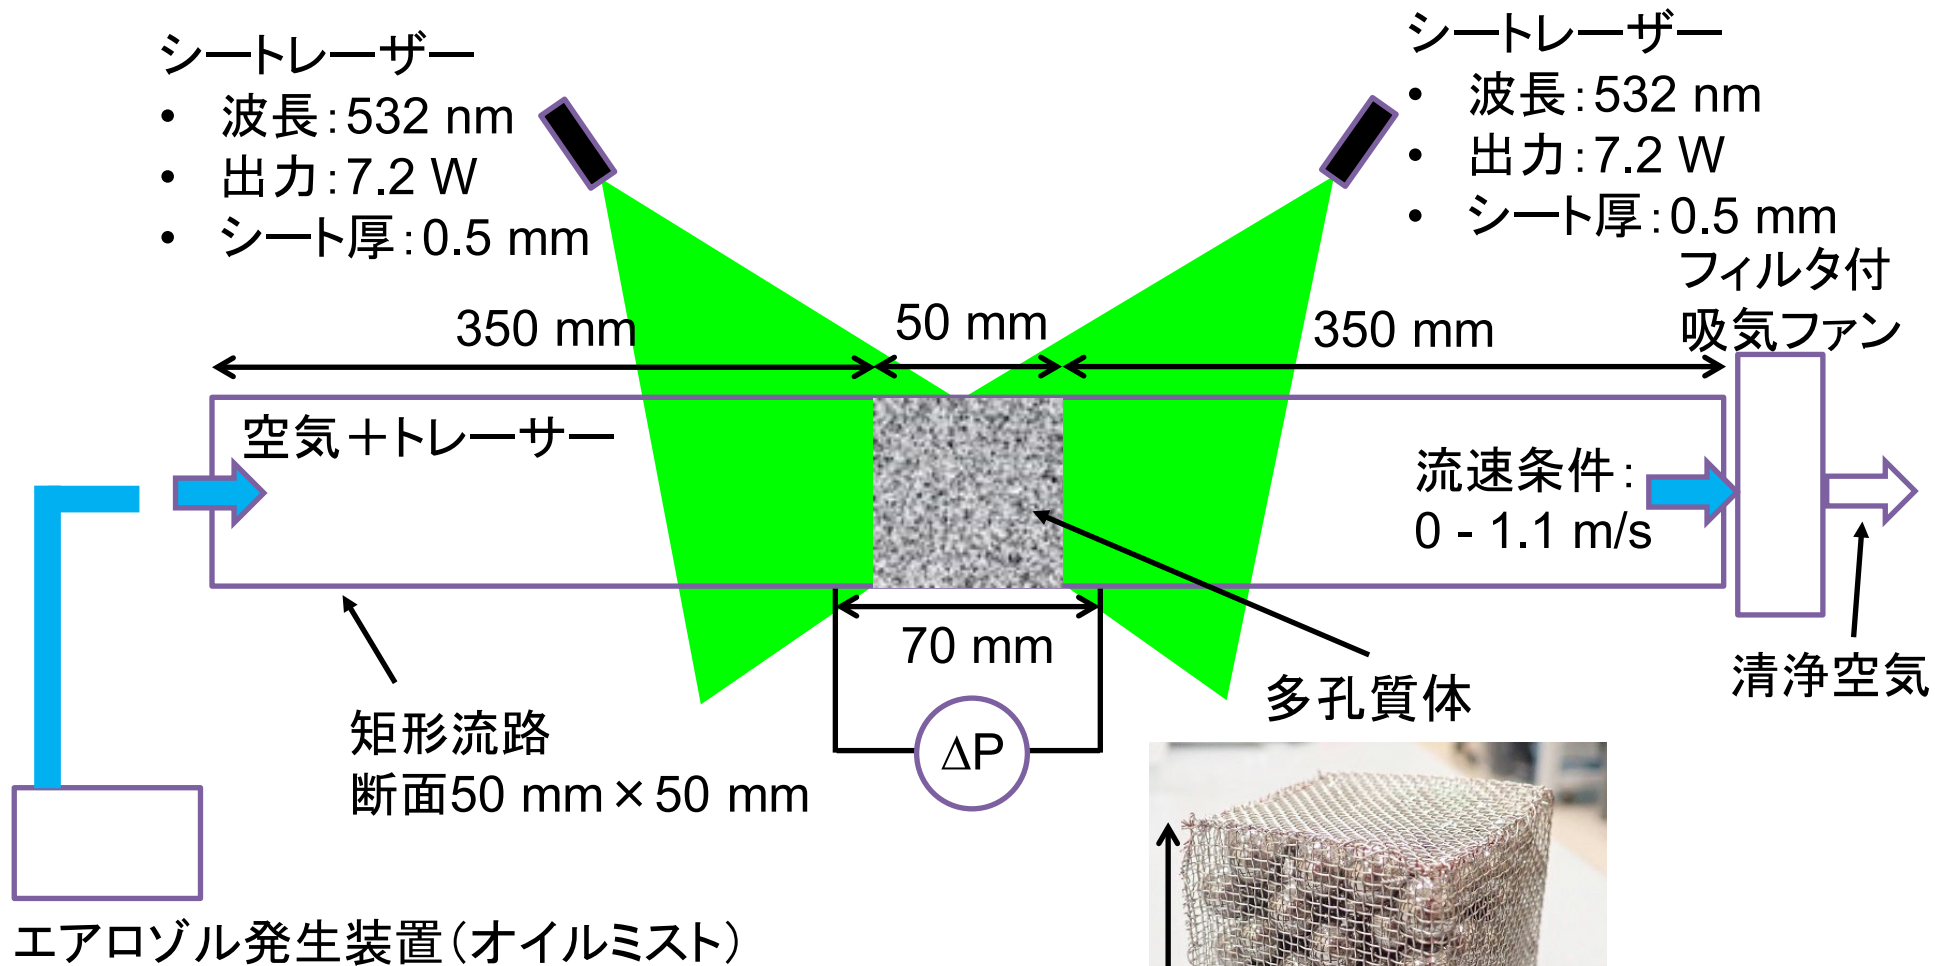 シートレーザー
• 波長：532 nm
• 出力：7.2 W
• シート厚：0.5 mm
シートレーザー
• 波長：532 nm
• 出力：7.2 W
• シート厚：0.5 mm
フィルタ付
吸気ファン
350 mm
50 mm
350 mm
空気＋トレーサー
流速条件：
0 - 1.1 m/s
70 mm
多孔質体
清浄空気
矩形流路
断面50 mm×50 mm
ΔP
エアロゾル発生装置（オイルミスト）